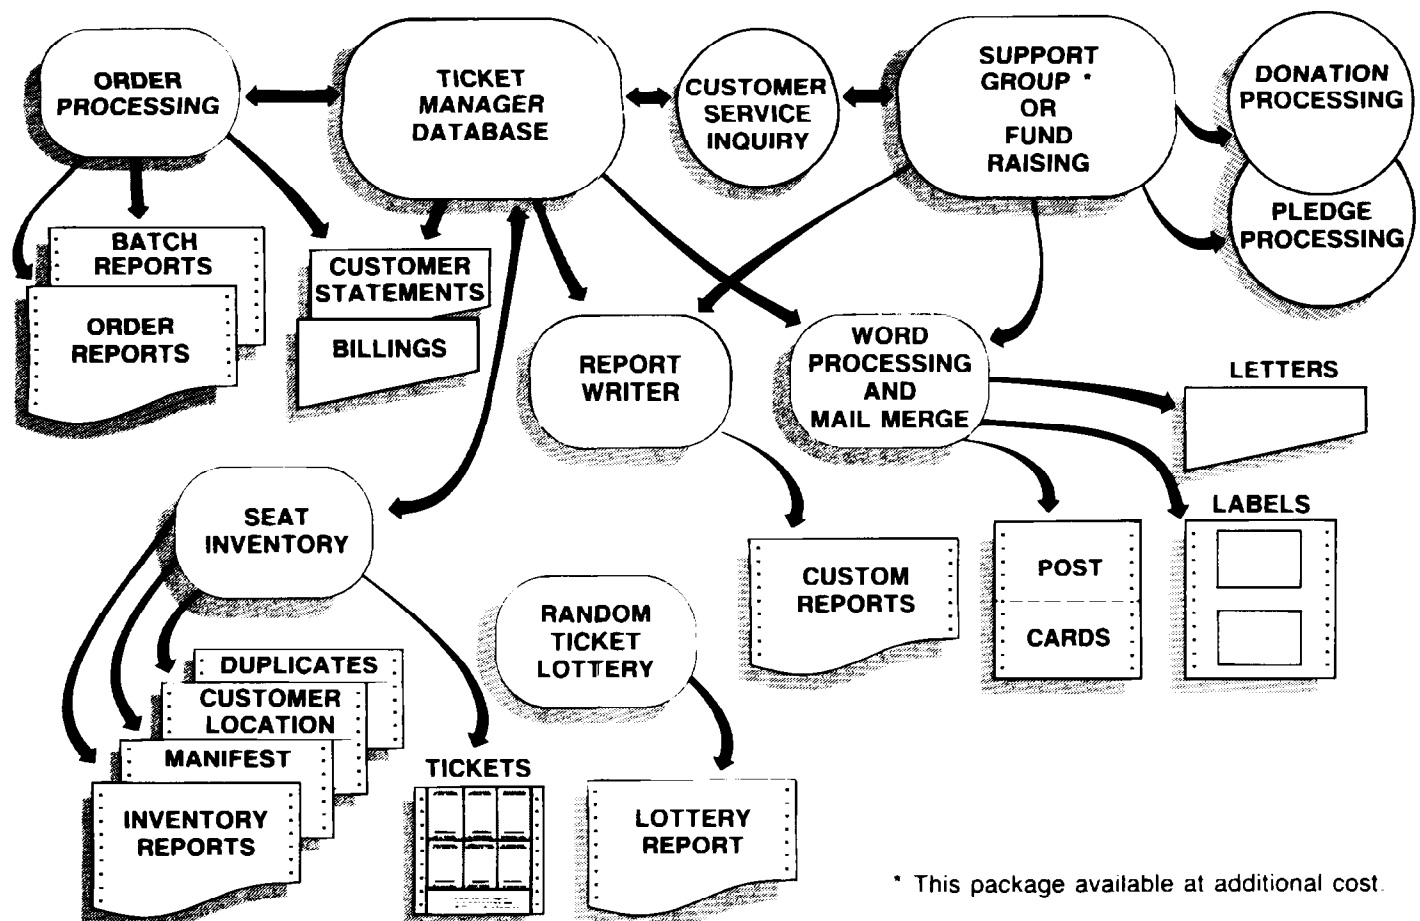 ORDER
PROCESSING
TICKET
MANAGER
DATABASE
CUSTOMER
SERVICE
INQUIRY
SUPPORT
GROUP *
OR
FUND
RAISING
DONATION
PROCESSING
PLEDGE
PROCESSING
BATCH
REPORTS
ORDER
REPORTS
CUSTOMER
STATEMENTS
BILLINGS
REPORT
WRITER
WORD
PROCESSING
AND
MAIL MERGE
LETTERS
LABELS
POST
CARDS
CUSTOM
REPORTS
SEAT
INVENTORY
RANDOM
TICKET
LOTTERY
DUPLICATES
CUSTOMER
LOCATION
MANIFEST
INVENTORY
REPORTS
TICKETS
LOTTERY
REPORT
* This package available at additional cost.